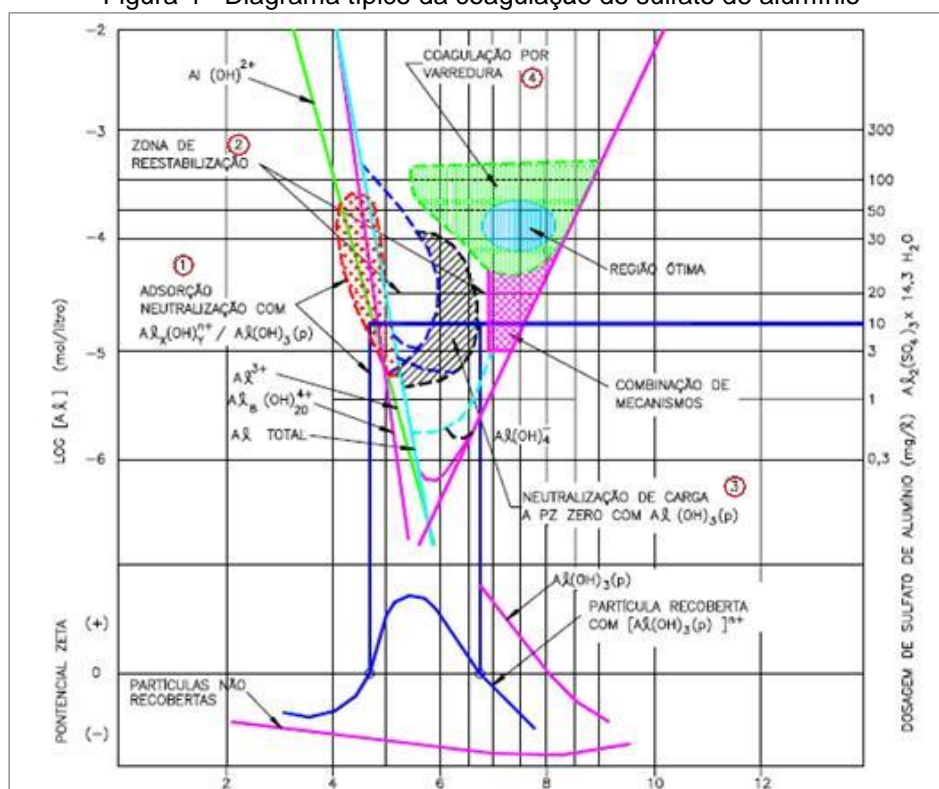 Figura 4 - Diagrama típico da coagulação do sulfato de alumínio
-2
-3
-4
-5
-6
LOG [Aℓ] (mol/litro)
Al (OH)²⁺
ZONA DE
REESTABILIZAÇÃO
2
1
ADSORÇÃO
NEUTRALIZAÇÃO COM
Aℓx(OH)Yⁿ⁺ / Aℓ(OH)₃(p)
Aℓ³⁺
Aℓ₈ (OH)₂₀⁴⁺
Aℓ TOTAL
COAGULAÇÃO POR
VARREDURA
4
REGIÃO ÓTIMA
COMBINAÇÃO DE
MECANISMOS
Aℓ(OH)₄⁻
NEUTRALIZAÇÃO DE CARGA
A PZ ZERO COM Aℓ (OH)₃(p)
3
300
100
50
30
20
10
3
1
0,3
DOSAGEM DE SULFATO DE ALUMÍNIO (mg/ℓ) Aℓ₂(SO₄)₃x 14,3 H₂O
PONTENCIAL ZETA
(+)
0
(-)
PARTÍCULAS NÃO
RECOBERTAS
Aℓ(OH)₃(p)
PARTÍCULA RECOBERTA
COM [Aℓ(OH)₃(p) ]ⁿ⁺
2
4
6
8
10
12